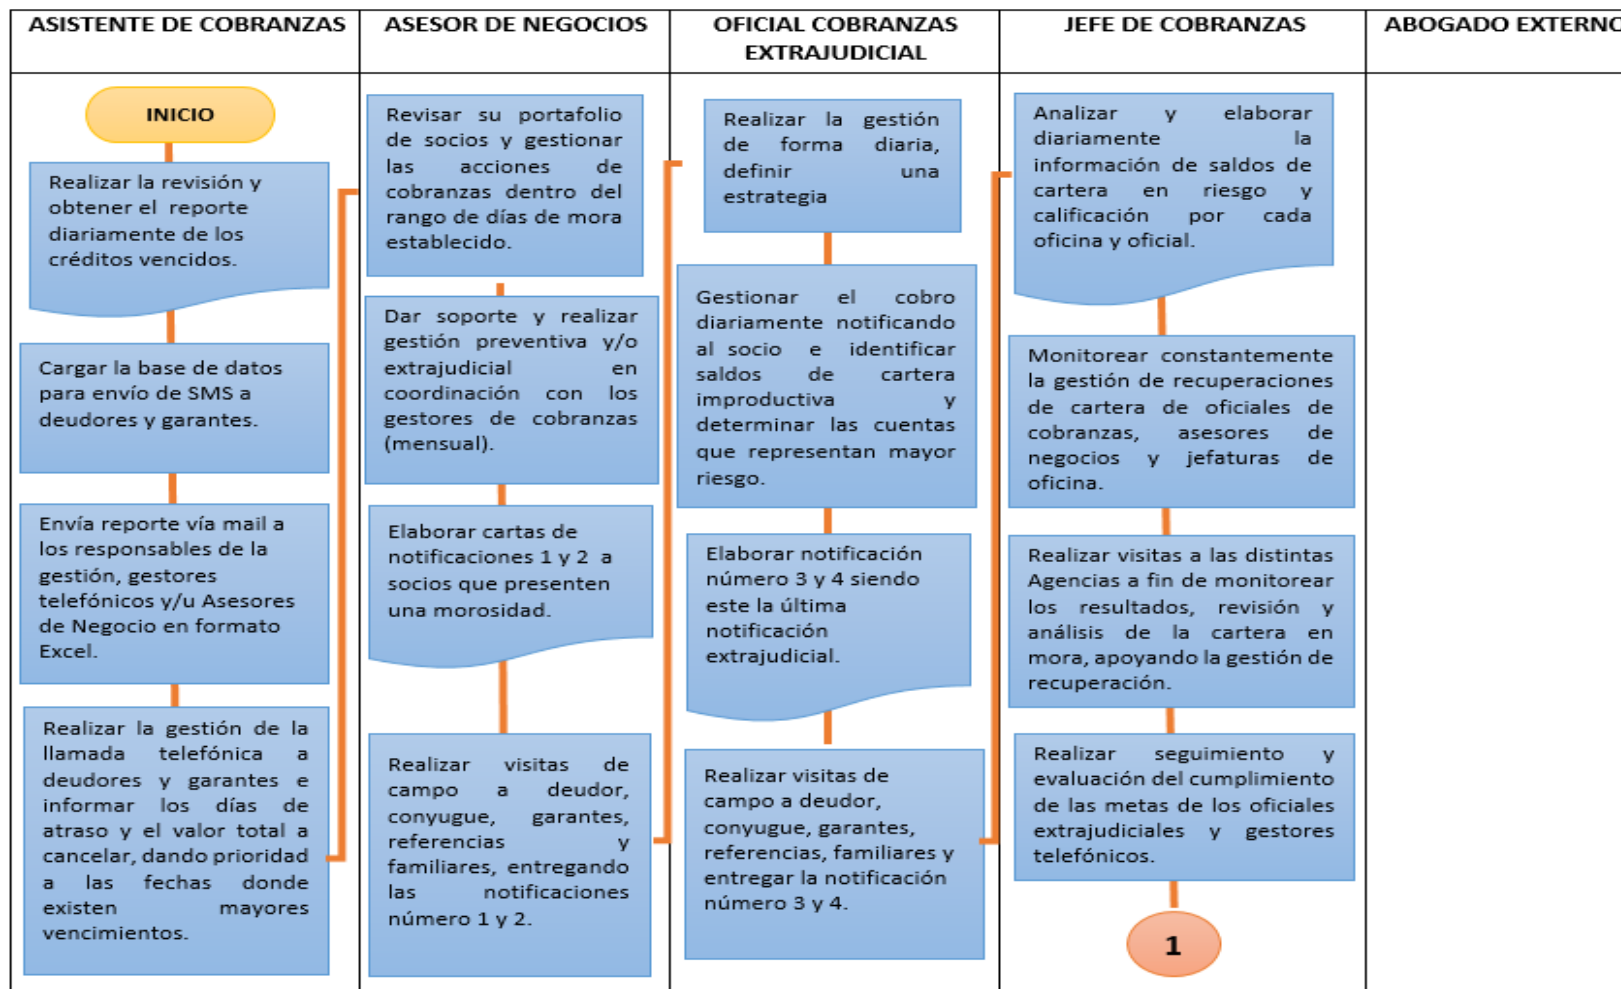 ASISTENTE DE COBRANZAS
ASESOR DE NEGOCIOS
OFICIAL COBRANZAS
EXTRAJUDICIAL
JEFE DE COBRANZAS
ABOGADO EXTERNO
INICIO
Realizar la revisión y
obtener el reporte
diariamente de los
créditos vencidos.
Cargar la base de datos
para envío de SMS a
deudores y garantes.
Envía reporte vía mail a
los responsables de la
gestión, gestores
telefónicos y/u Asesores
de Negocio en formato
Excel.
Realizar la gestión de la
llamada telefónica a
deudores y garantes e
informar los días de
atraso y el valor total a
cancelar, dando prioridad
a las fechas donde
existen mayores
vencimientos.
Revisar su portafolio
de socios y gestionar
las acciones de
cobranzas dentro del
rango de días de mora
establecido.
Dar soporte y realizar
gestión preventiva y/o
extrajudicial en
coordinación con los
gestores de cobranzas
(mensual).
Elaborar cartas de
notificaciones 1 y 2 a
socios que presenten
una morosidad.
Realizar visitas de
campo a deudor,
conyugue, garantes,
referencias y
familiares, entregando
las notificaciones
número 1 y 2.
Realizar la gestión
de forma diaria,
definir una
estrategia
Gestionar el cobro
diariamente notificando
al socio e identificar
saldos de cartera
improductiva y
determinar las cuentas
que representan mayor
riesgo.
Elaborar notificación
número 3 y 4 siendo
este la última
notificación
extrajudicial.
Realizar visitas de
campo a deudor,
conyugue, garantes,
referencias, familiares y
entregar la notificación
número 3 y 4.
Analizar y elaborar
diariamente la
información de saldos de
cartera en riesgo y
calificación por cada
oficina y oficial.
Monitorear constantemente
la gestión de recuperaciones
de cartera de oficiales de
cobranzas, asesores de
negocios y jefaturas de
oficina.
Realizar visitas a las distintas
Agencias a fin de monitorear
los resultados, revisión y
análisis de la cartera en
mora, apoyando la gestión de
recuperación.
Realizar seguimiento y
evaluación del cumplimiento
de las metas de los oficiales
extrajudiciales y gestores
telefónicos.
1